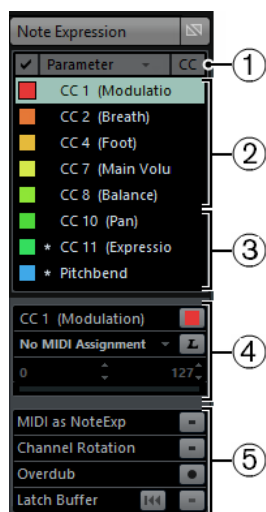 Note Expression
Parameter CC 1
CC 1 (Modulatio
CC 2 (Breath)
CC 4 (Foot) 2
CC 7 (Main Volu
CC 8 (Balance)
CC 10 (Pan)
* CC 11 (Expressio 3
* Pitchbend
CC 1 (Modulation)
No MIDI Assignment L 4
0 127
MIDI as NoteExp
Channel Rotation
Overdub 5
Latch Buffer